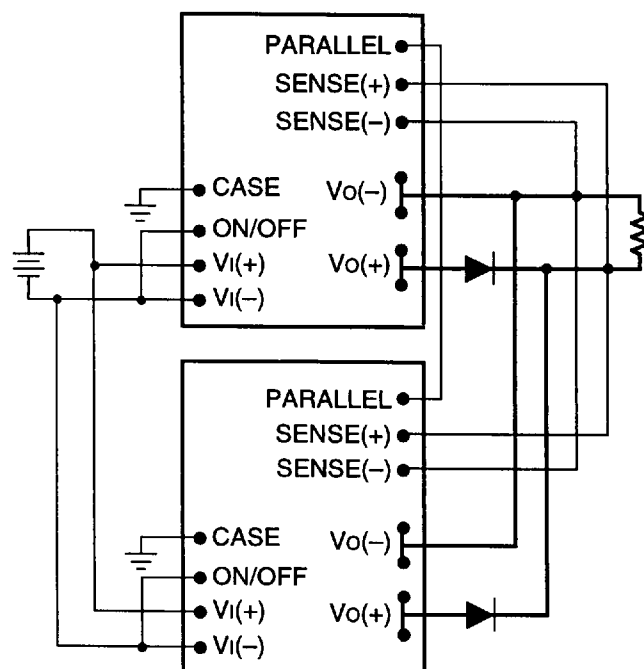 PARALLEL
SENSE(+)
SENSE(–)
CASE
VO(–)
ON/OFF
VI(+)
VO(+)
VI(–)
PARALLEL
SENSE(+)
SENSE(–)
CASE
VO(–)
ON/OFF
VI(+)
VO(+)
VI(–)